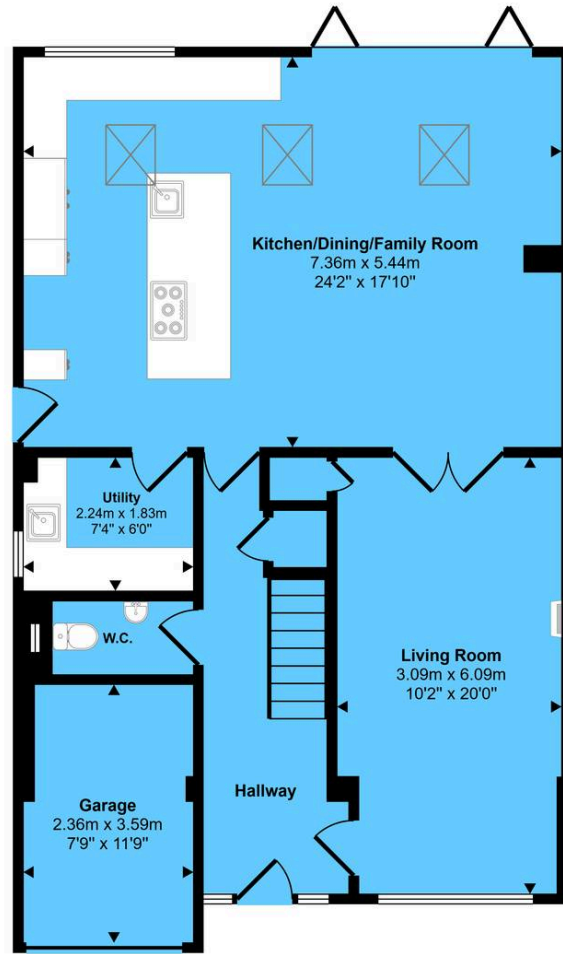 Kitchen/Dining/Family Room
7.36m x 5.44m
24'2" x 17'10"
Utility
2.24m x 1.83m
7'4" x 6'0"
W.C.
Living Room
3.09m x 6.09m
10'2" x 20'0"
Hallway
Garage
2.36m x 3.59m
7'9" x 11'9"